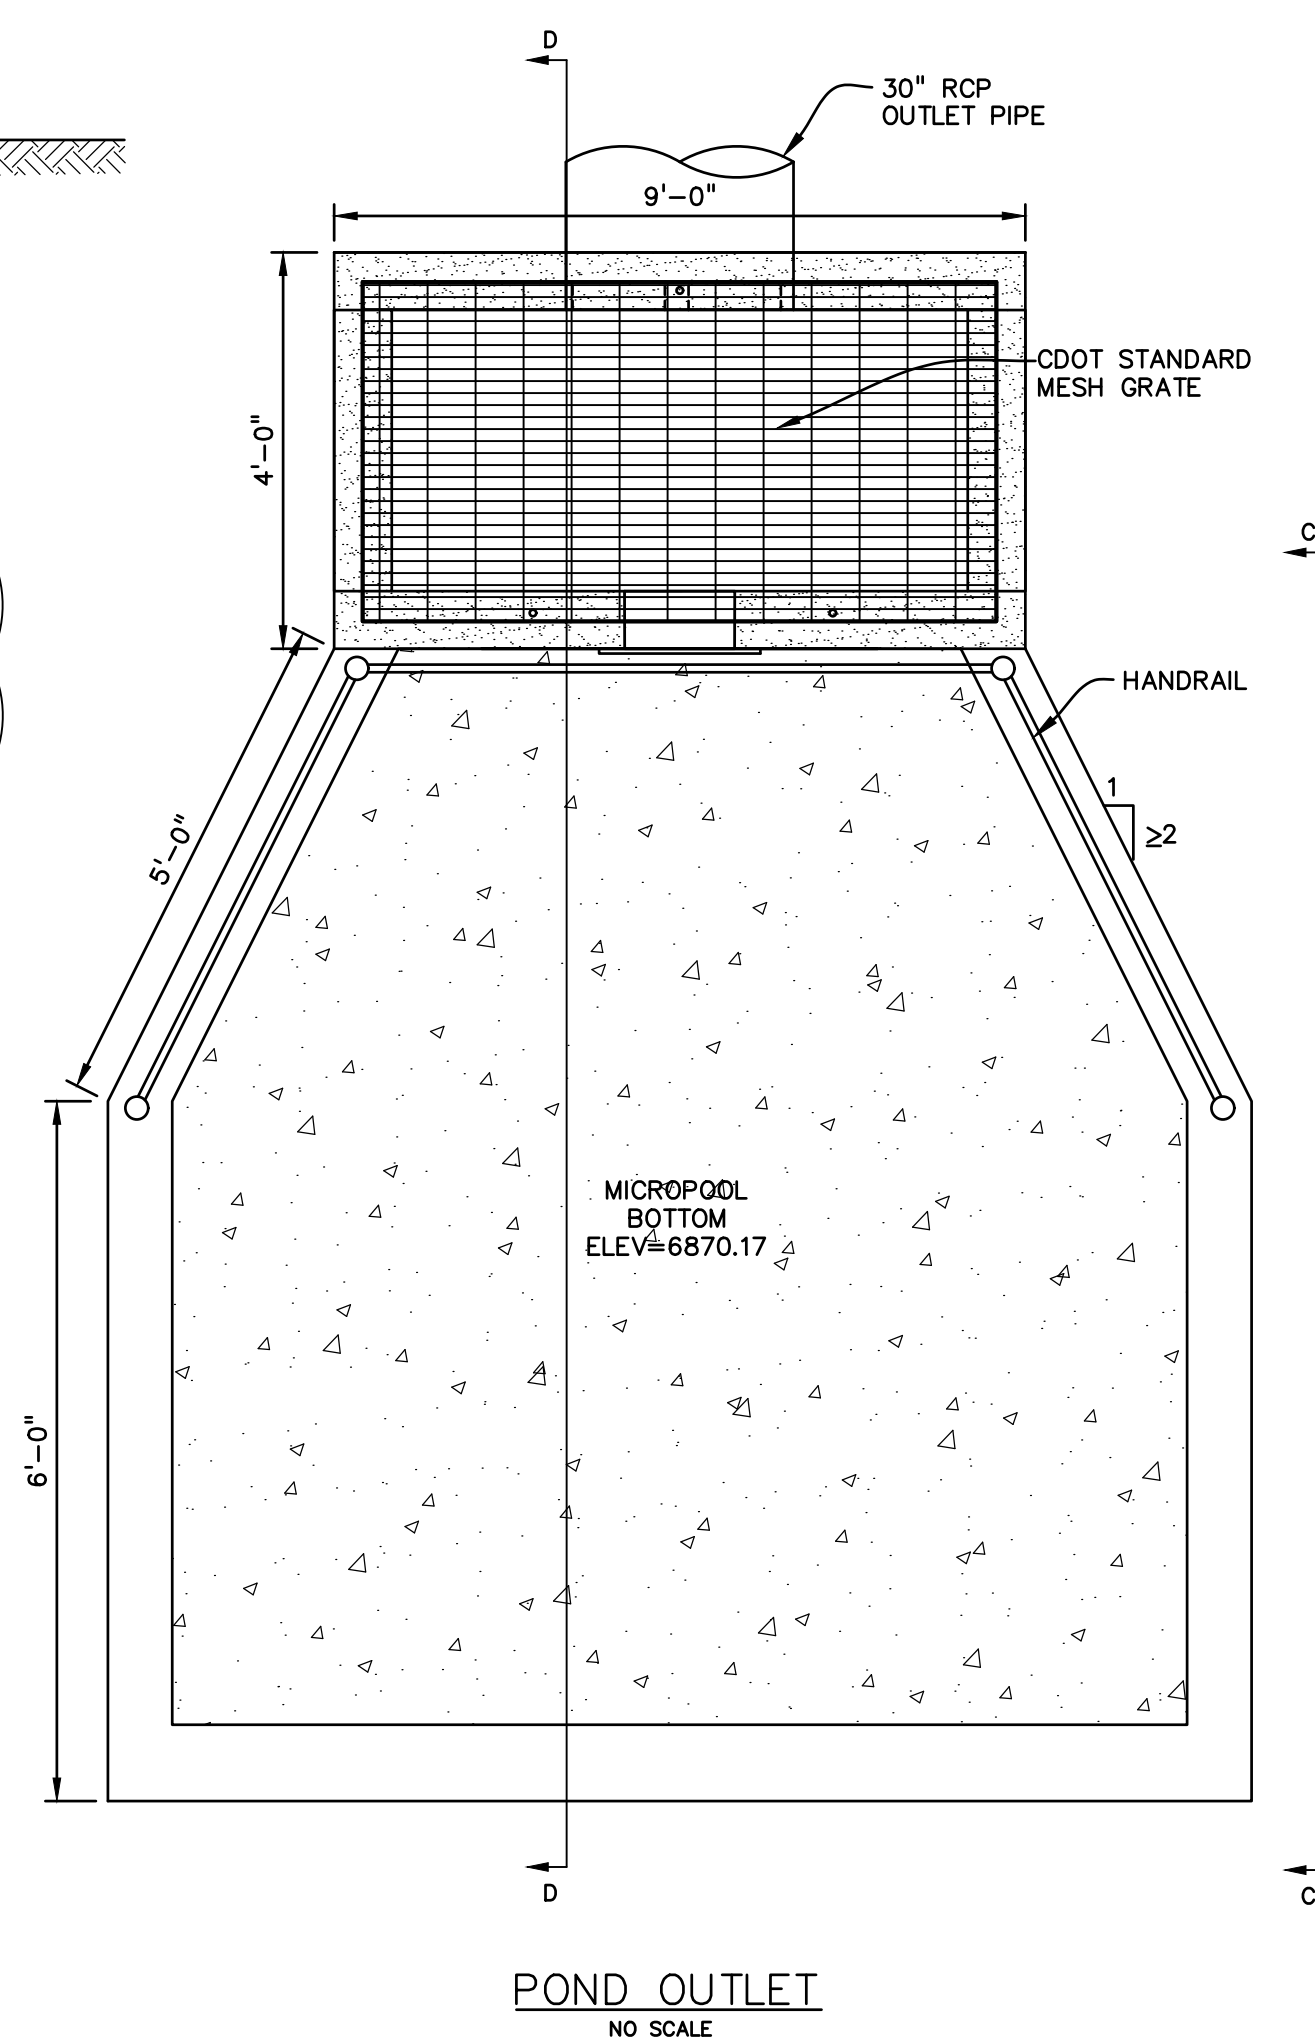 D
30" RCP
OUTLET PIPE
9'-0"
CDOT STANDARD
MESH GRATE
4'-0"
C
HANDRAIL
1
≥2
5'-0"
MICROPOOL
BOTTOM
ELEV=6870.17
6'-0"
D
C
POND OUTLET
NO SCALE